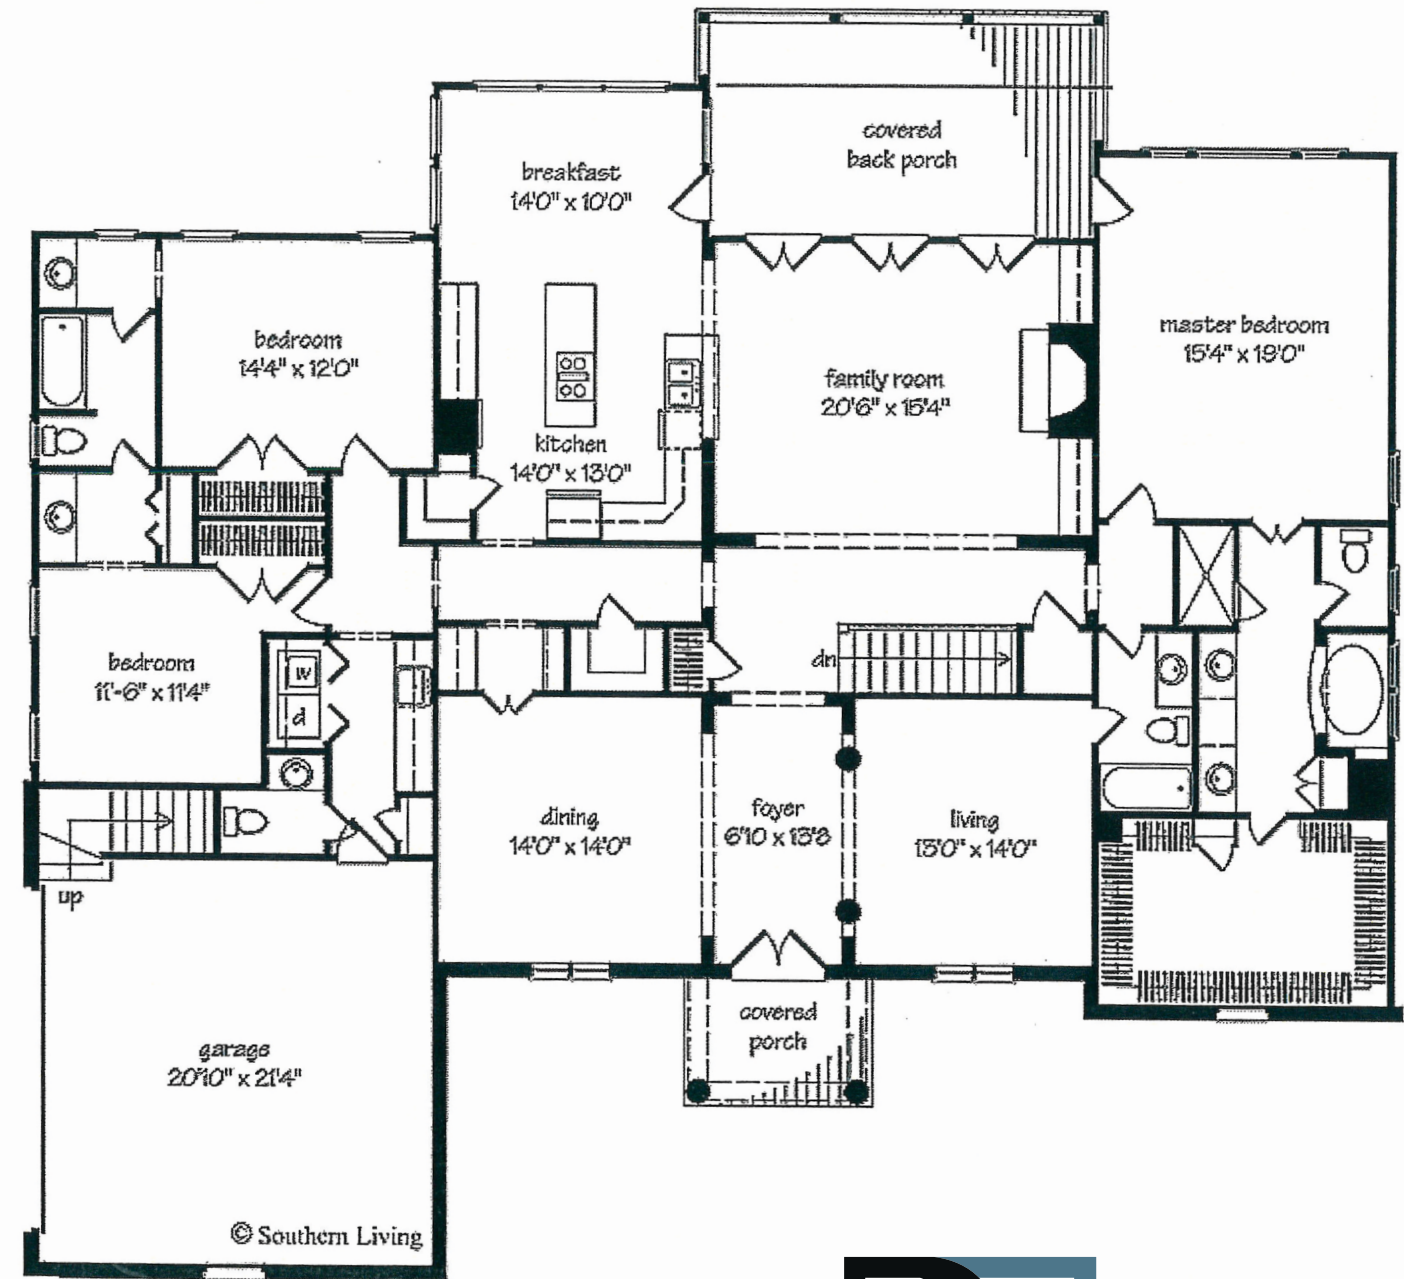 covered
back porch
breakfast
14'0" x 10'0"
master bedroom
15'4" x 18'0"
bedroom
14'4" x 12'0"
family room
20'6" x 15'4"
kitchen
14'0" x 13'0"
bedroom
11'-6" x 11'4"
w
d
dn
dining
14'0" x 14'0"
foyer
6'10 x 13'8
living
13'0" x 14'0"
up
covered
porch
garage
20'10" x 21'4"
© Southern Living